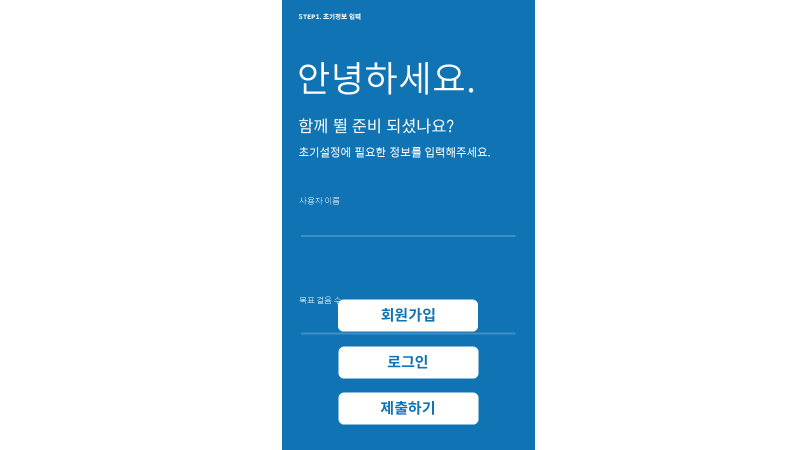 STEP1. 초기정보 입력
안녕하세요.
함께 뛸 준비 되셨나요?
초기설정에 필요한 정보를 입력해주세요.
사용자 이름
목표 걸음 수
회원가입
로그인
제출하기